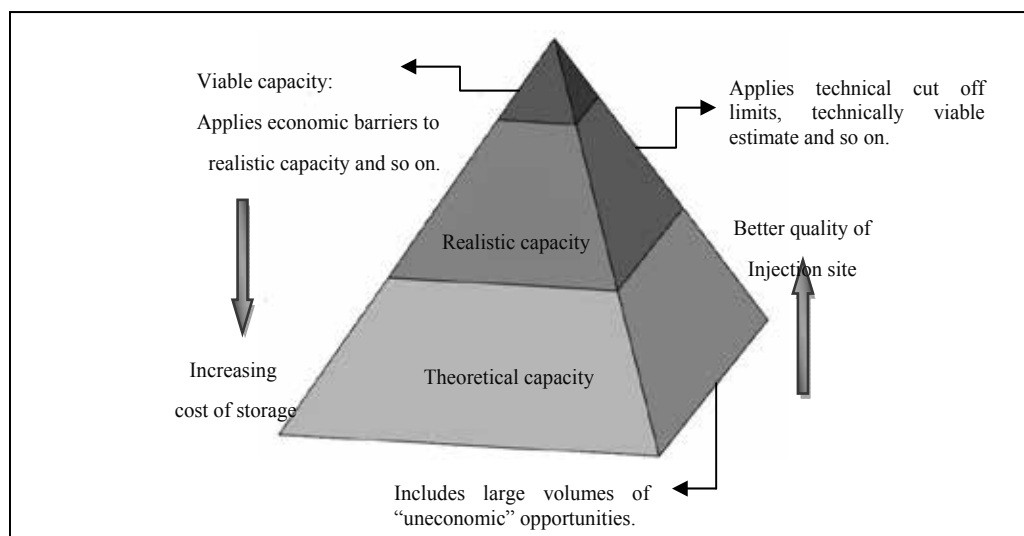 Viable capacity:
Applies economic barriers to
realistic capacity and so on.
Applies technical cut off
limits, technically viable
estimate and so on.
Realistic capacity
Better quality of
Injection site
Theoretical capacity
Increasing
cost of storage
Includes large volumes of
“uneconomic” opportunities.